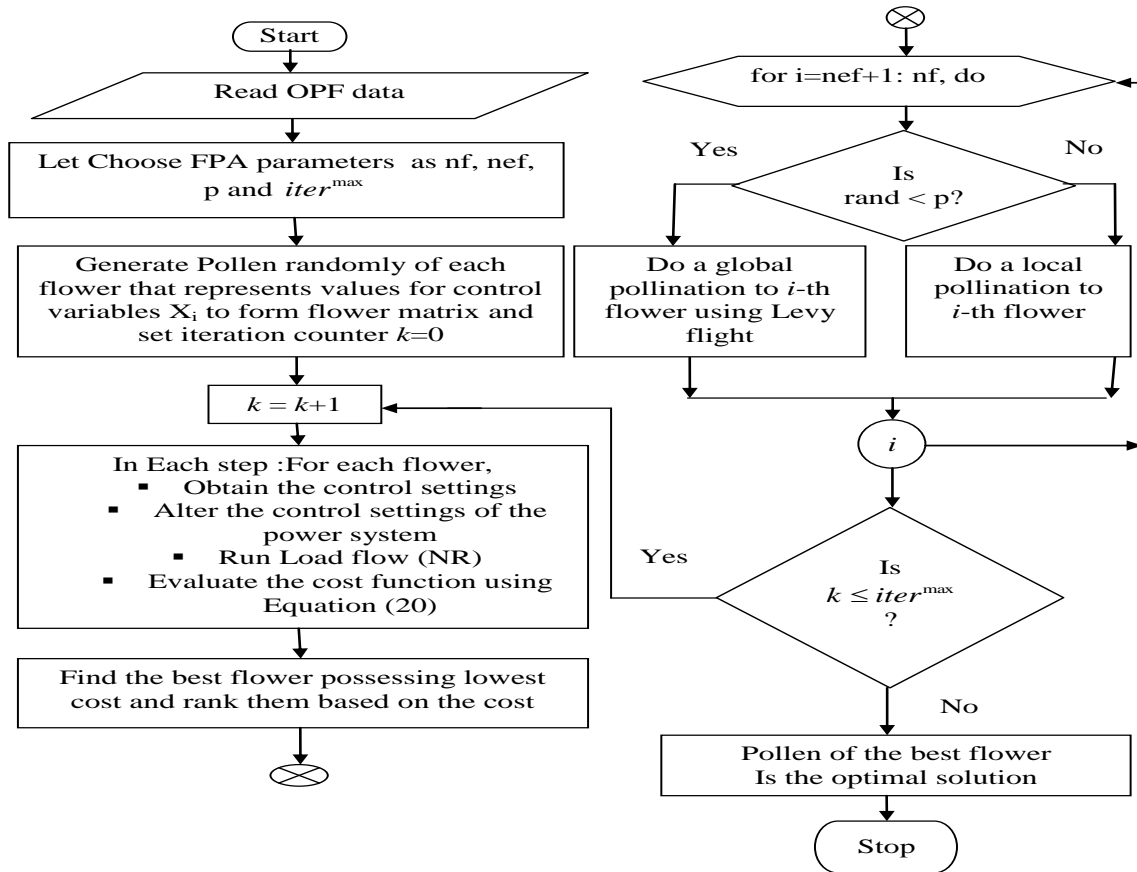 Start
Read OPF data
Let Choose FPA parameters as nf, nef,
p and iter^max
Generate Pollen randomly of each
flower that represents values for control
variables X_i to form flower matrix and
set iteration counter k=0
k = k+1
In Each step :For each flower,
▪ Obtain the control settings
▪ Alter the control settings of the
power system
▪ Run Load flow (NR)
▪ Evaluate the cost function using
Equation (20)
Find the best flower possessing lowest
cost and rank them based on the cost
for i=nef+1: nf, do
Yes
No
Is
rand < p?
Do a global
pollination to i-th
flower using Levy
flight
Do a local
pollination to
i-th flower
i
Yes
Is
k ≤ iter^max
?
No
Pollen of the best flower
Is the optimal solution
Stop